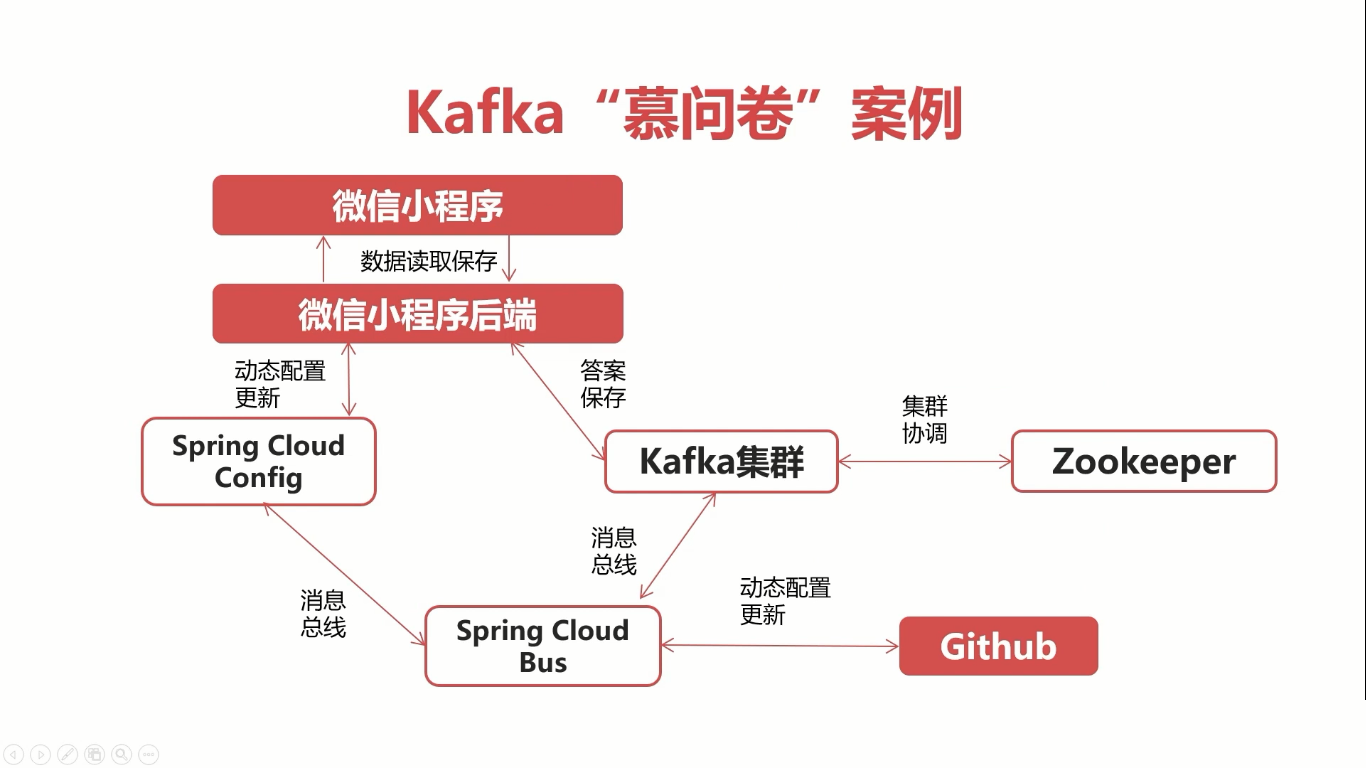 Kafka“慕问卷”案例
微信小程序
数据读取保存
微信小程序后端
动态配置
更新
答案
保存
Spring Cloud
Config
Kafka集群
集群
协调
Zookeeper
消息
总线
消息
总线
Spring Cloud
Bus
动态配置
更新
Github